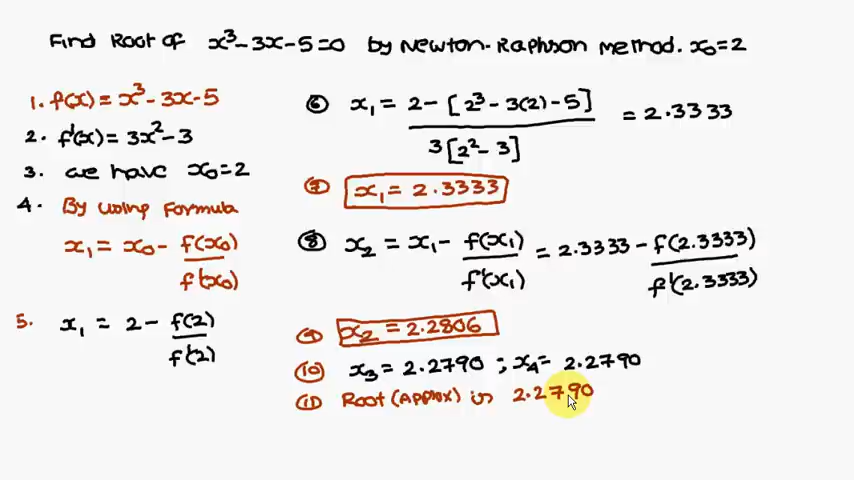 Find Root of x³-3x-5=0 by Newton-Raphson method. x₀=2
1. f(x) = x³-3x-5
2. f'(x) = 3x²-3
3. we have x₀=2
4. By using Formula
x₁ = x₀ - f(x₀)/f'(x₀)
5. x₁ = 2 - f(2)/f'(2)
⑥ x₁ = 2-[2³-3(2)-5]/3[2²-3] = 2.3333
⑦ x₁ = 2.3333
⑧ x₂ = x₁ - f(x₁)/f'(x₁) = 2.3333 - f(2.3333)/f'(2.3333)
⑨ x₂ = 2.2806
⑩ x₃ = 2.2790 ; x₄ = 2.2790
⑪ Root (Approx) is 2.2790